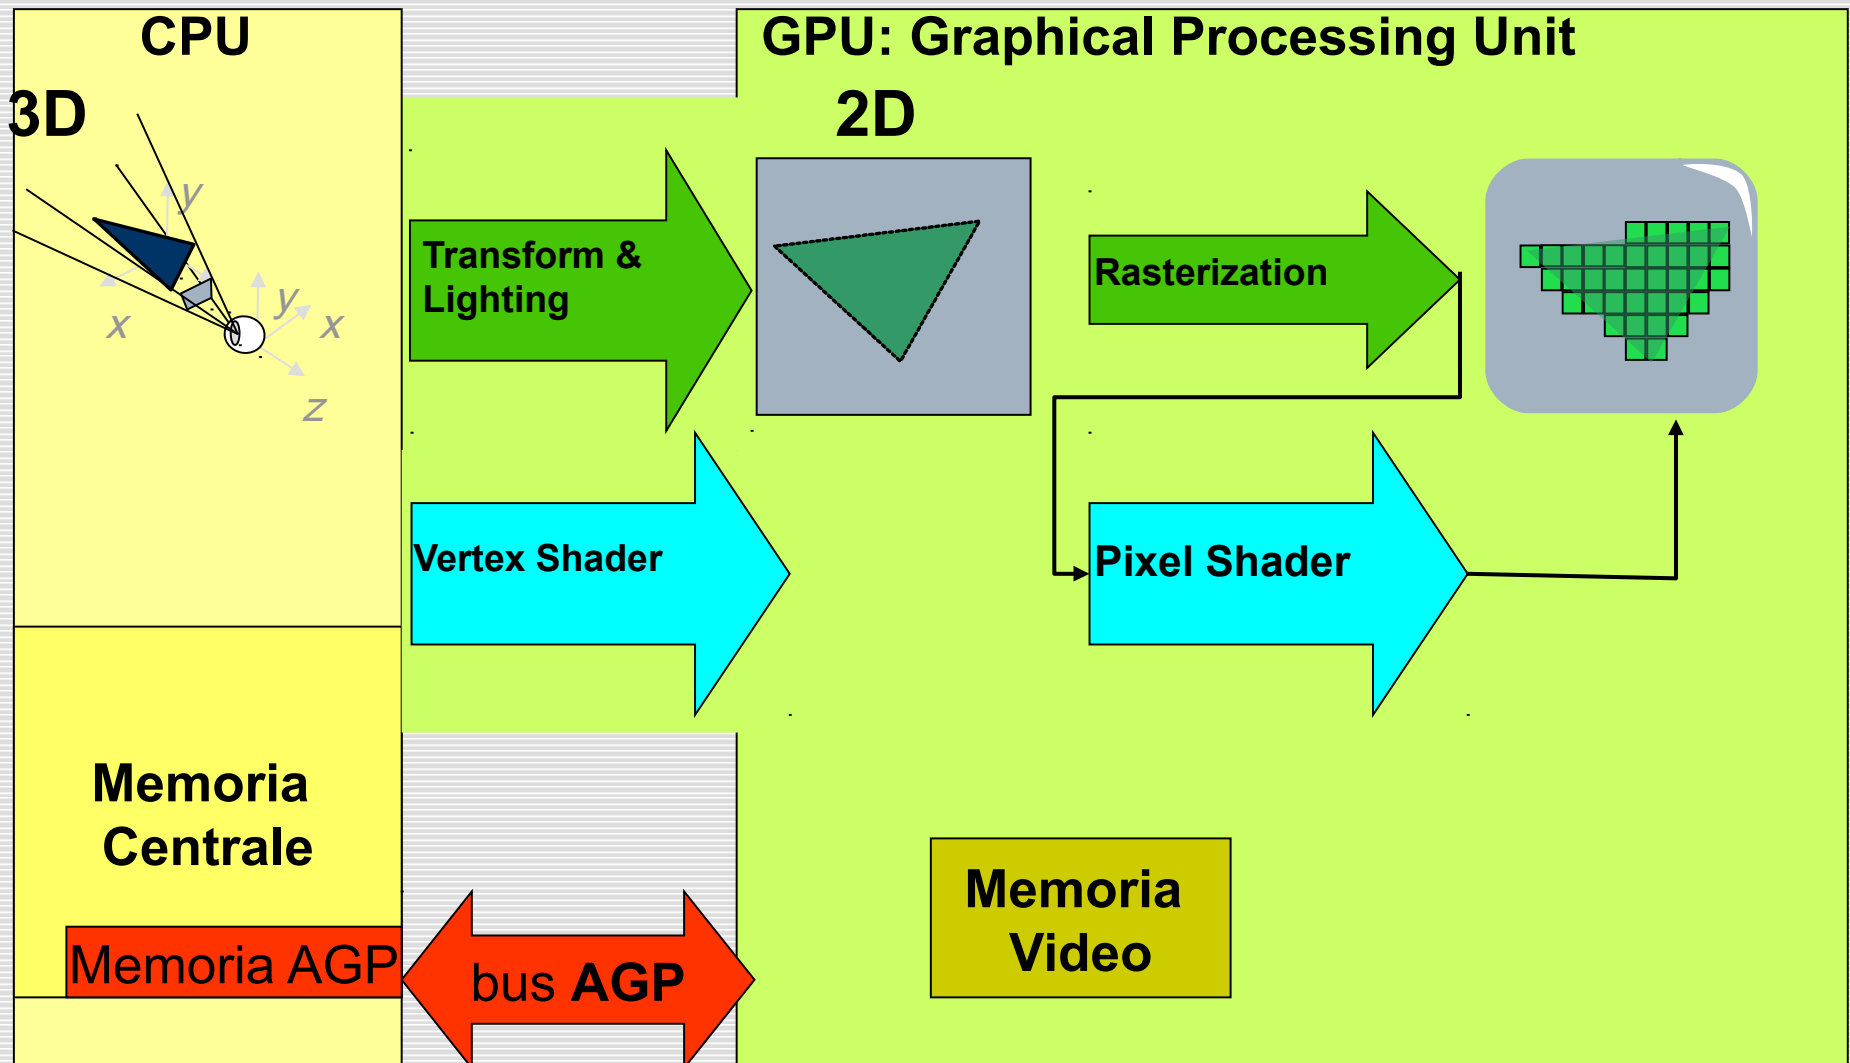 CPU
GPU: Graphical Processing Unit
3D
2D
y
x
y
x
z
Transform &
Lighting
Rasterization
Vertex Shader
Pixel Shader
Memoria
Centrale
Memoria AGP
bus AGP
Memoria
Video